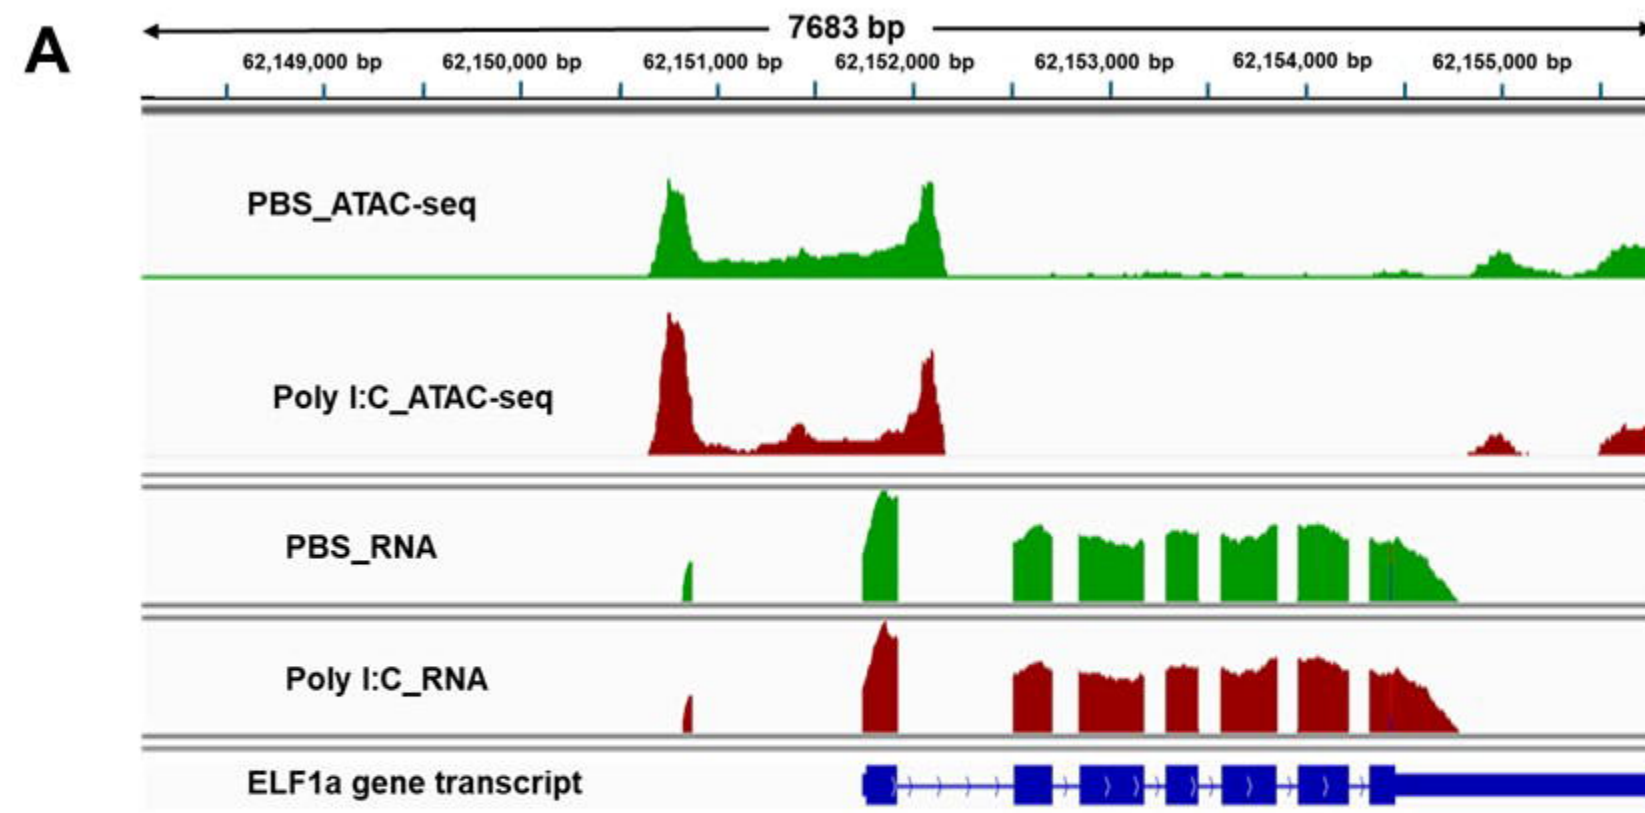 A
7683 bp
62,149,000 bp 62,150,000 bp 62,151,000 bp 62,152,000 bp 62,153,000 bp 62,154,000 bp 62,155,000 bp
PBS_ATAC-seq
Poly I:C_ATAC-seq
PBS_RNA
Poly I:C_RNA
ELF1a gene transcript